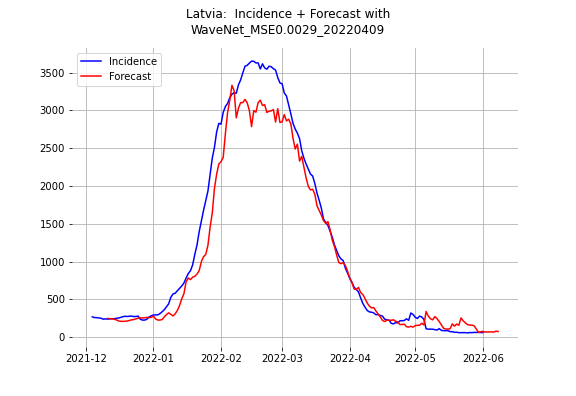 Latvia:  Incidence + Forecast with
WaveNet_MSE0.0029_20220409
Incidence
Forecast
3500
3000
2500
2000
1500
1000
500
0
2021-12 2022-01 2022-02 2022-03 2022-04 2022-05 2022-06